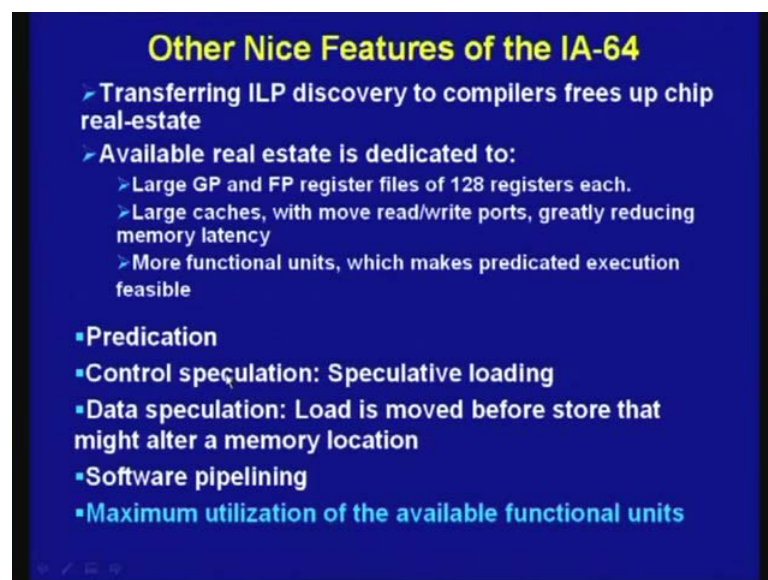 Other Nice Features of the IA-64
➢Transferring ILP discovery to compilers frees up chip
real-estate
➢Available real estate is dedicated to:
➢Large GP and FP register files of 128 registers each.
➢Large caches, with move read/write ports, greatly reducing
memory latency
➢More functional units, which makes predicated execution
feasible
▪Predication
▪Control speculation: Speculative loading
▪Data speculation: Load is moved before store that
might alter a memory location
▪Software pipelining
▪Maximum utilization of the available functional units